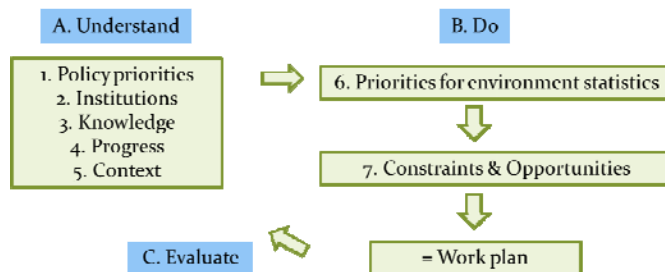 A. Understand
B. Do
1. Policy priorities
2. Institutions
3. Knowledge
4. Progress
5. Context
6. Priorities for environment statistics
7. Constraints & Opportunities
= Work plan
C. Evaluate